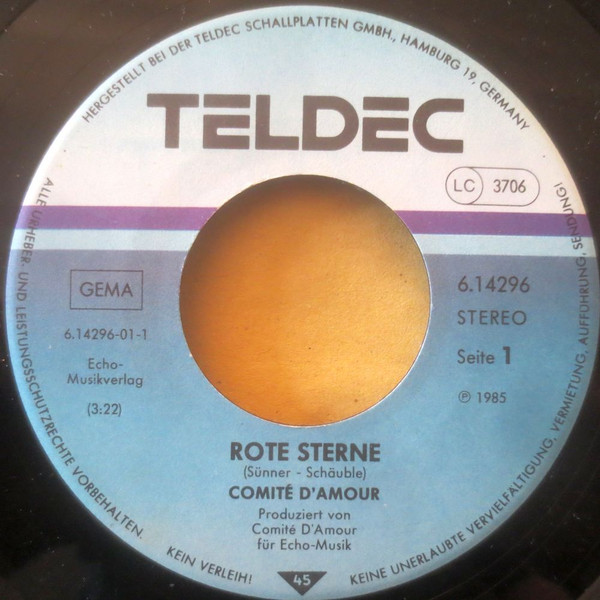 HERGESTELLT BEI DER TELDEC SCHALLPLATTEN GMBH., HAMBURG 19, GERMANY
TELDEC
LC 3706
GEMA
6.14296-01-1
Echo-
Musikverlag
(3:22)
6.14296
STEREO
Seite 1
℗ 1985
ROTE STERNE
(Sünner - Schäuble)
COMITÉ D'AMOUR
Produziert von
Comité D'Amour
für Echo-Musik
ALLE URHEBER- UND LEISTUNGSSCHUTZRECHTE VORBEHALTEN.
KEIN VERLEIH!
45
KEINE UNERLAUBTE VERVIELFALTIGUNG, VERMIETUNG, AUFFÜHRUNG, SENDUNG!